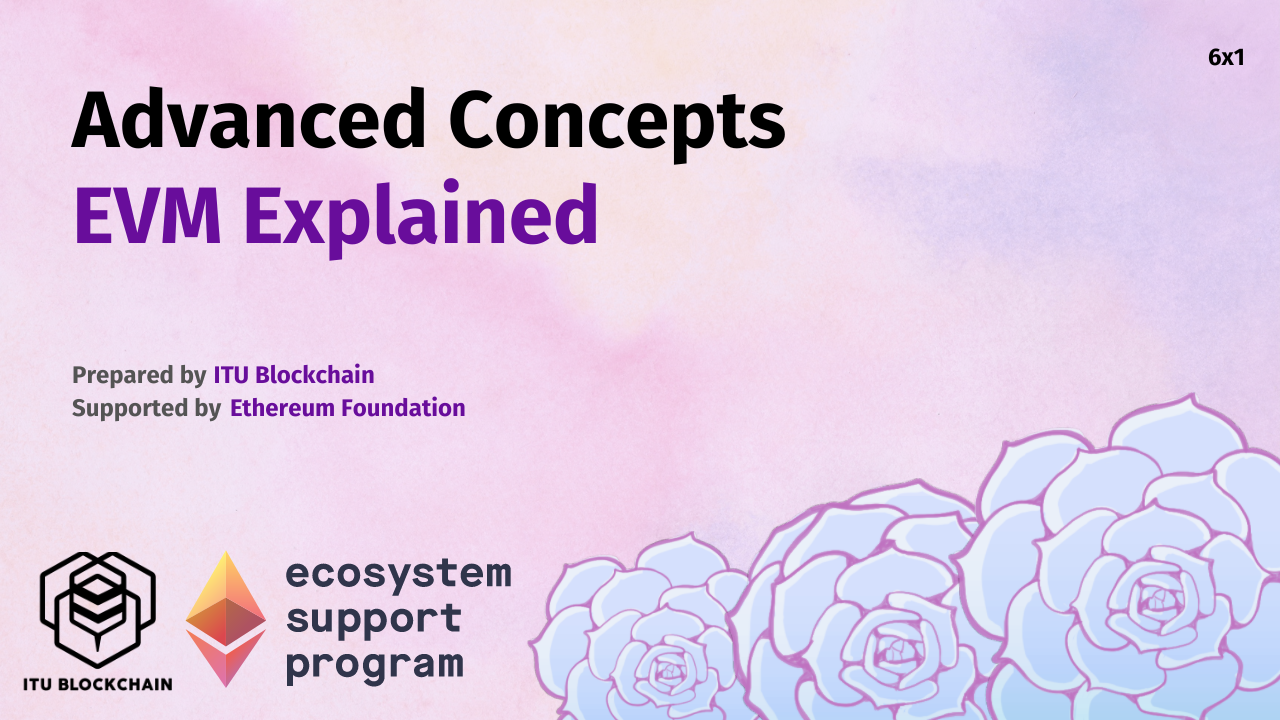 6x1
Advanced Concepts
EVM Explained
Prepared by ITU Blockchain
Supported by Ethereum Foundation
ITU BLOCKCHAIN
ecosystem
support
program